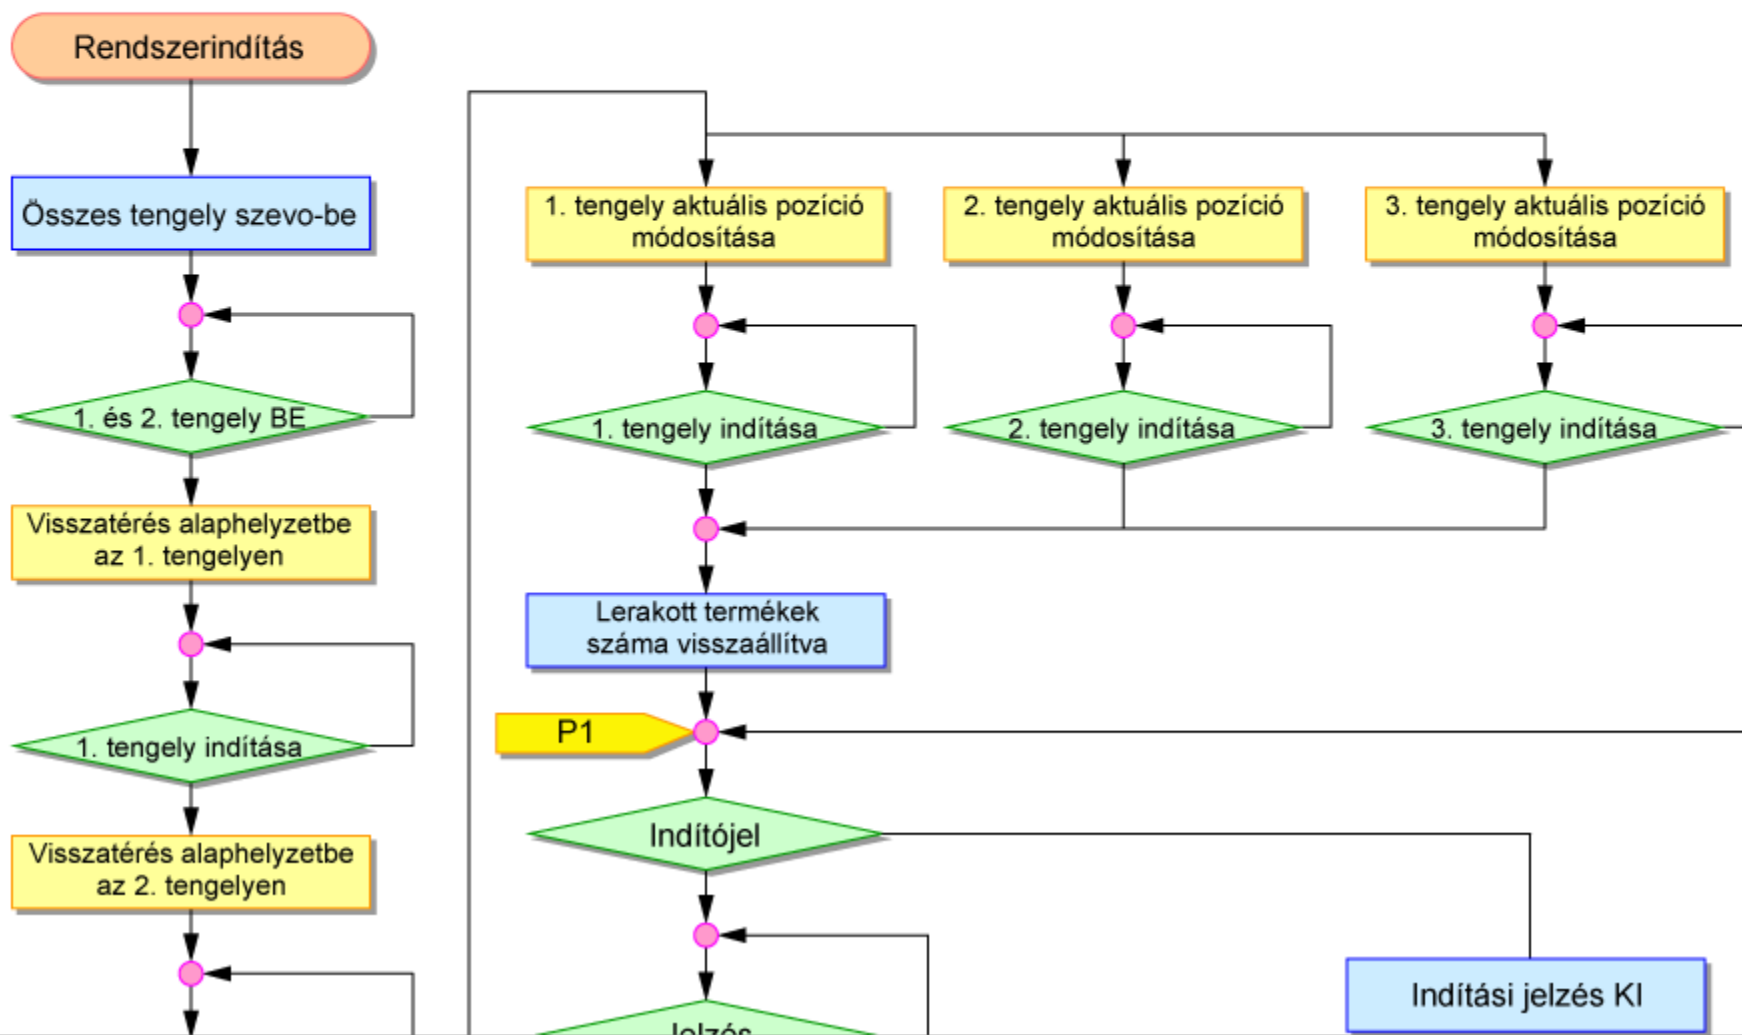 Rendszerindítás
Összes tengely szevo-be
1. és 2. tengely BE
Visszatérés alaphelyzetbe
az 1. tengelyen
1. tengely indítása
Visszatérés alaphelyzetbe
az 2. tengelyen
1. tengely aktuális pozíció
módosítása
2. tengely aktuális pozíció
módosítása
3. tengely aktuális pozíció
módosítása
1. tengely indítása
2. tengely indítása
3. tengely indítása
Lerakott termékek
száma visszaállítva
P1
Indítójel
Indítási jelzés KI
Jelzés